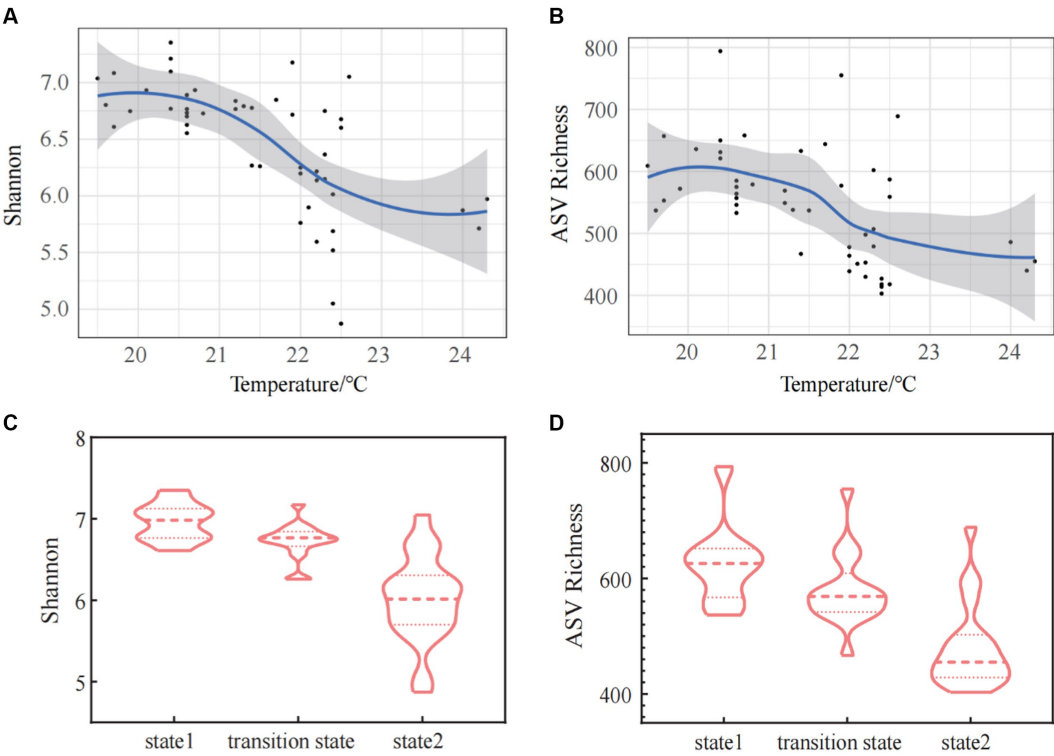 A
Shannon
7.0
6.5
6.0
5.5
5.0
20 21 22 23 24
Temperature/°C
B
ASV Richness
800
700
600
500
400
20 21 22 23 24
Temperature/°C
C
Shannon
8
7
6
5
state1 transition state state2
D
ASV Richness
800
600
400
state1 transition state state2